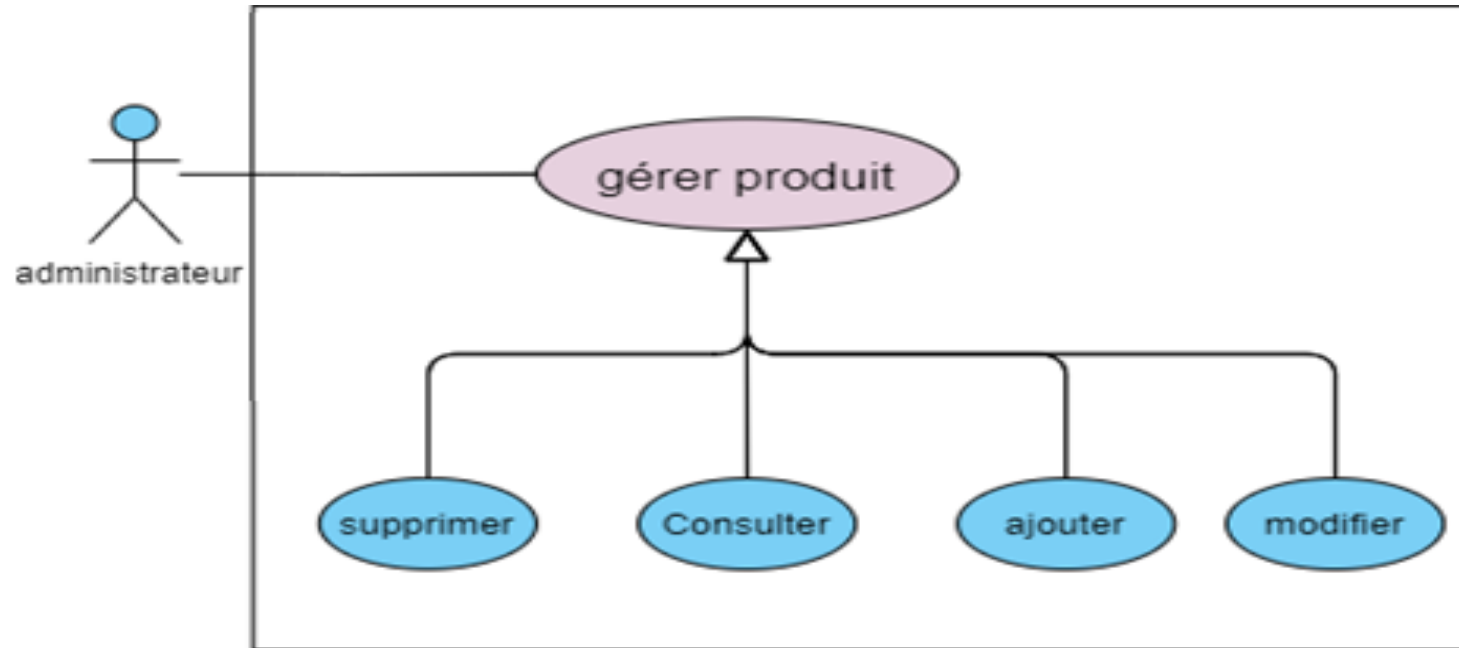 gérer produit
administrateur
supprimer
Consulter
ajouter
modifier